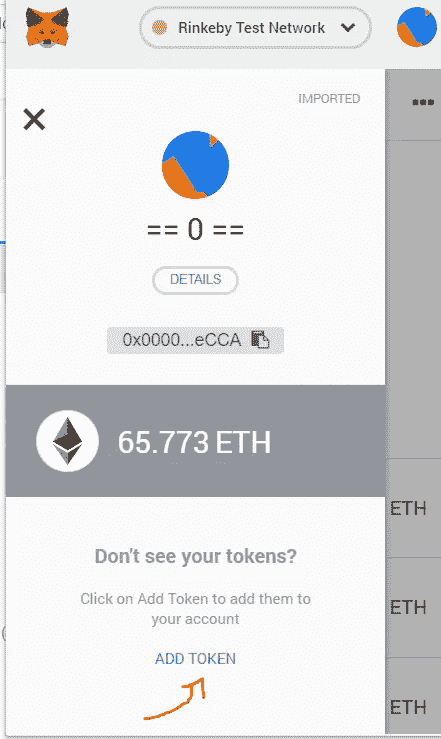 Rinkeby Test Network
IMPORTED
== 0 ==
DETAILS
0x0000...eCCA
65.773 ETH
ETH
Don't see your tokens?
Click on Add Token to add them to
your account
ETH
ADD TOKEN
ETH